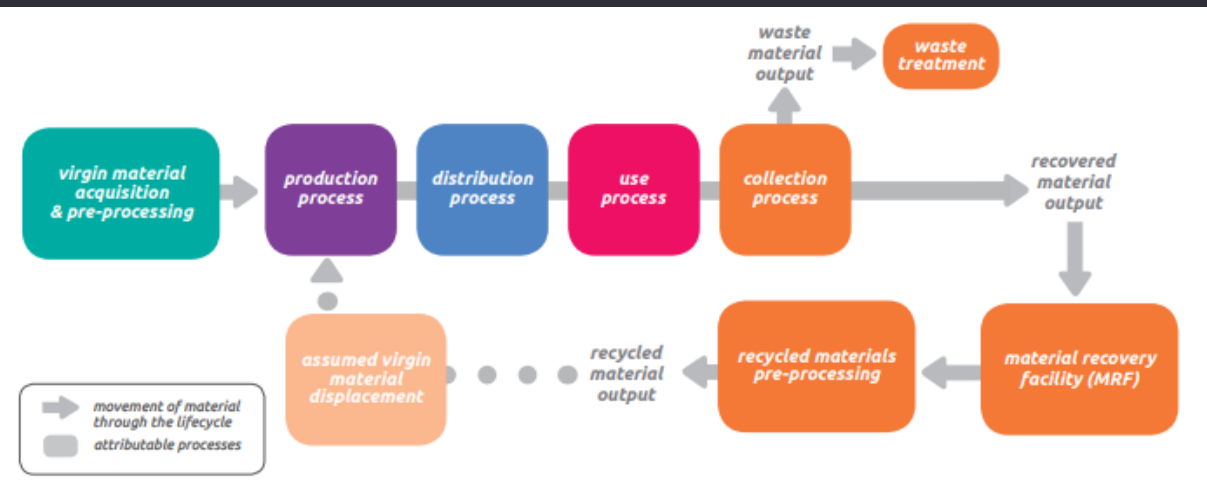 waste
material
output
waste
treatment
virgin material
acquisition
& pre-processing
production
process
distribution
process
use
process
collection
process
recovered
material
output
assumed virgin
material
displacement
recycled
material
output
recycled materials
pre-processing
material recovery
facility (MRF)
movement of material
through the lifecycle
attributable processes